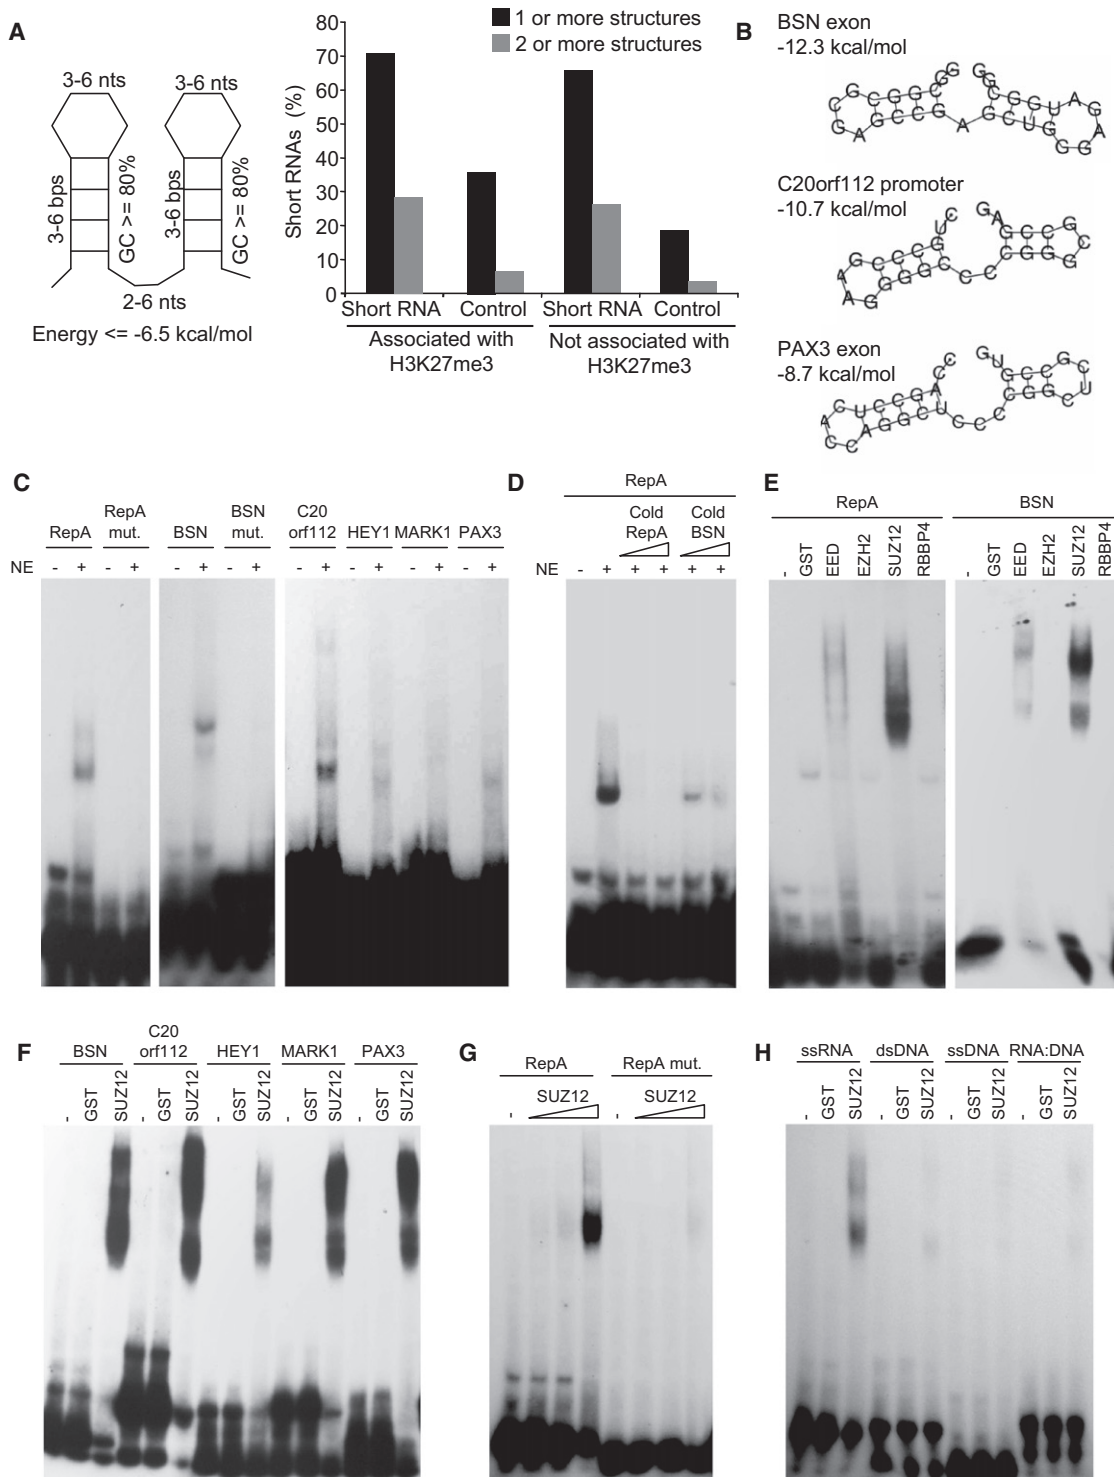 A
3-6 nts
3-6 nts
3-6 bps
GC >= 80%
3-6 bps
GC >= 80%
2-6 nts
Energy <= -6.5 kcal/mol
1 or more structures
2 or more structures
Short RNAs (%)
80
70
60
50
40
30
20
10
0
Short RNA
Control
Short RNA
Control
Associated with
H3K27me3
Not associated with
H3K27me3
B
BSN exon
-12.3 kcal/mol
C20orf112 promoter
-10.7 kcal/mol
PAX3 exon
-8.7 kcal/mol
C
RepA
RepA
mut.
BSN
BSN
mut.
C20
orf112
HEY1
MARK1
PAX3
NE - + - + - + - + - + - + - + - +
D
RepA
Cold
RepA
Cold
BSN
NE - + + + + +
E
RepA
BSN
- GST EED EZH2 SUZ12 RBBP4
- GST EED EZH2 SUZ12 RBBP4
F
BSN
C20
orf112
HEY1
MARK1
PAX3
- GST SUZ12 - GST SUZ12 - GST SUZ12 - GST SUZ12 - GST SUZ12
G
RepA
RepA mut.
- SUZ12
- SUZ12
H
ssRNA dsDNA ssDNA RNA:DNA
- GST SUZ12 - GST SUZ12 - GST SUZ12 - GST SUZ12